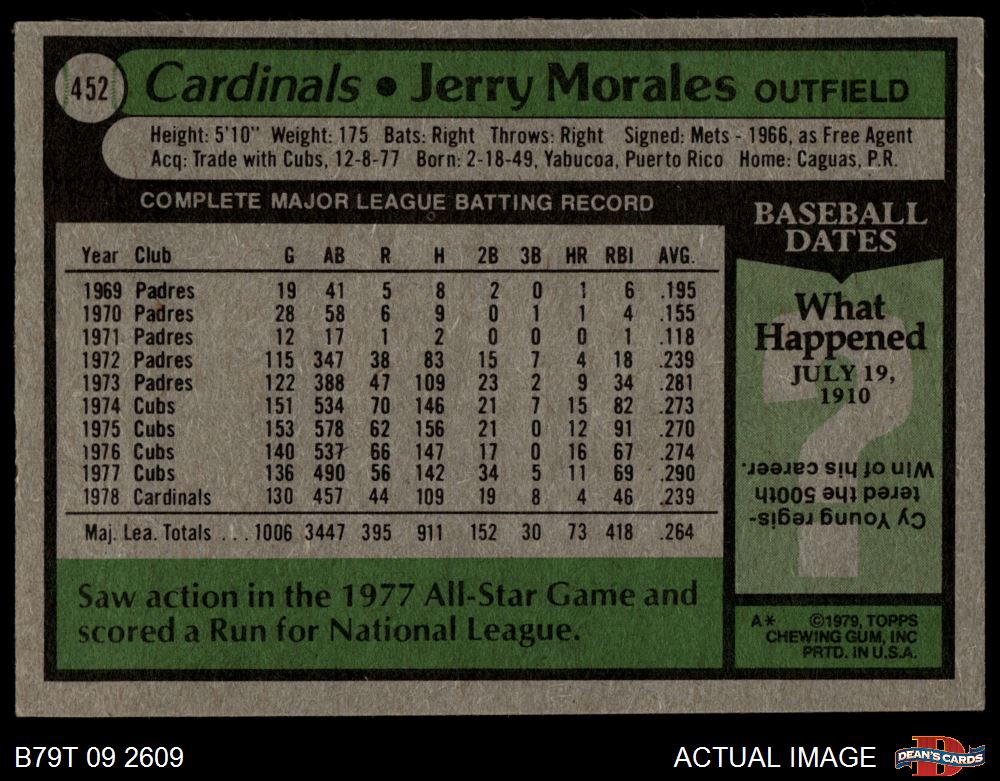 452
Cardinals • Jerry Morales OUTFIELD
Height: 5'10" Weight: 175 Bats: Right Throws: Right Signed: Mets - 1966, as Free Agent
Acq: Trade with Cubs, 12-8-77 Born: 2-18-49, Yabucoa, Puerto Rico Home: Caguas, P.R.
COMPLETE MAJOR LEAGUE BATTING RECORD
Year Club G AB R H 2B 3B HR RBI AVG.
1969 Padres 19 41 5 8 2 0 1 6 .195
1970 Padres 28 58 6 9 0 1 1 4 .155
1971 Padres 12 17 1 2 0 0 0 1 .118
1972 Padres 115 347 38 83 15 7 4 18 .239
1973 Padres 122 388 47 109 23 2 9 34 .281
1974 Cubs 151 534 70 146 21 7 15 82 .273
1975 Cubs 153 578 62 156 21 0 12 91 .270
1976 Cubs 140 537 66 147 17 0 16 67 .274
1977 Cubs 136 490 56 142 34 5 11 69 .290
1978 Cardinals 130 457 44 109 19 8 4 46 .239
Maj. Lea. Totals ... 1006 3447 395 911 152 30 73 418 .264
Saw action in the 1977 All-Star Game and
scored a Run for National League.
BASEBALL
DATES
What
Happened
JULY 19,
1910
Cy Young regis-
tered the 500th
Win of his career.
A* ©1979, TOPPS
CHEWING GUM, INC
PRTD. IN U.S.A.
B79T 09 2609
ACTUAL IMAGE
DEAN'S CARDS